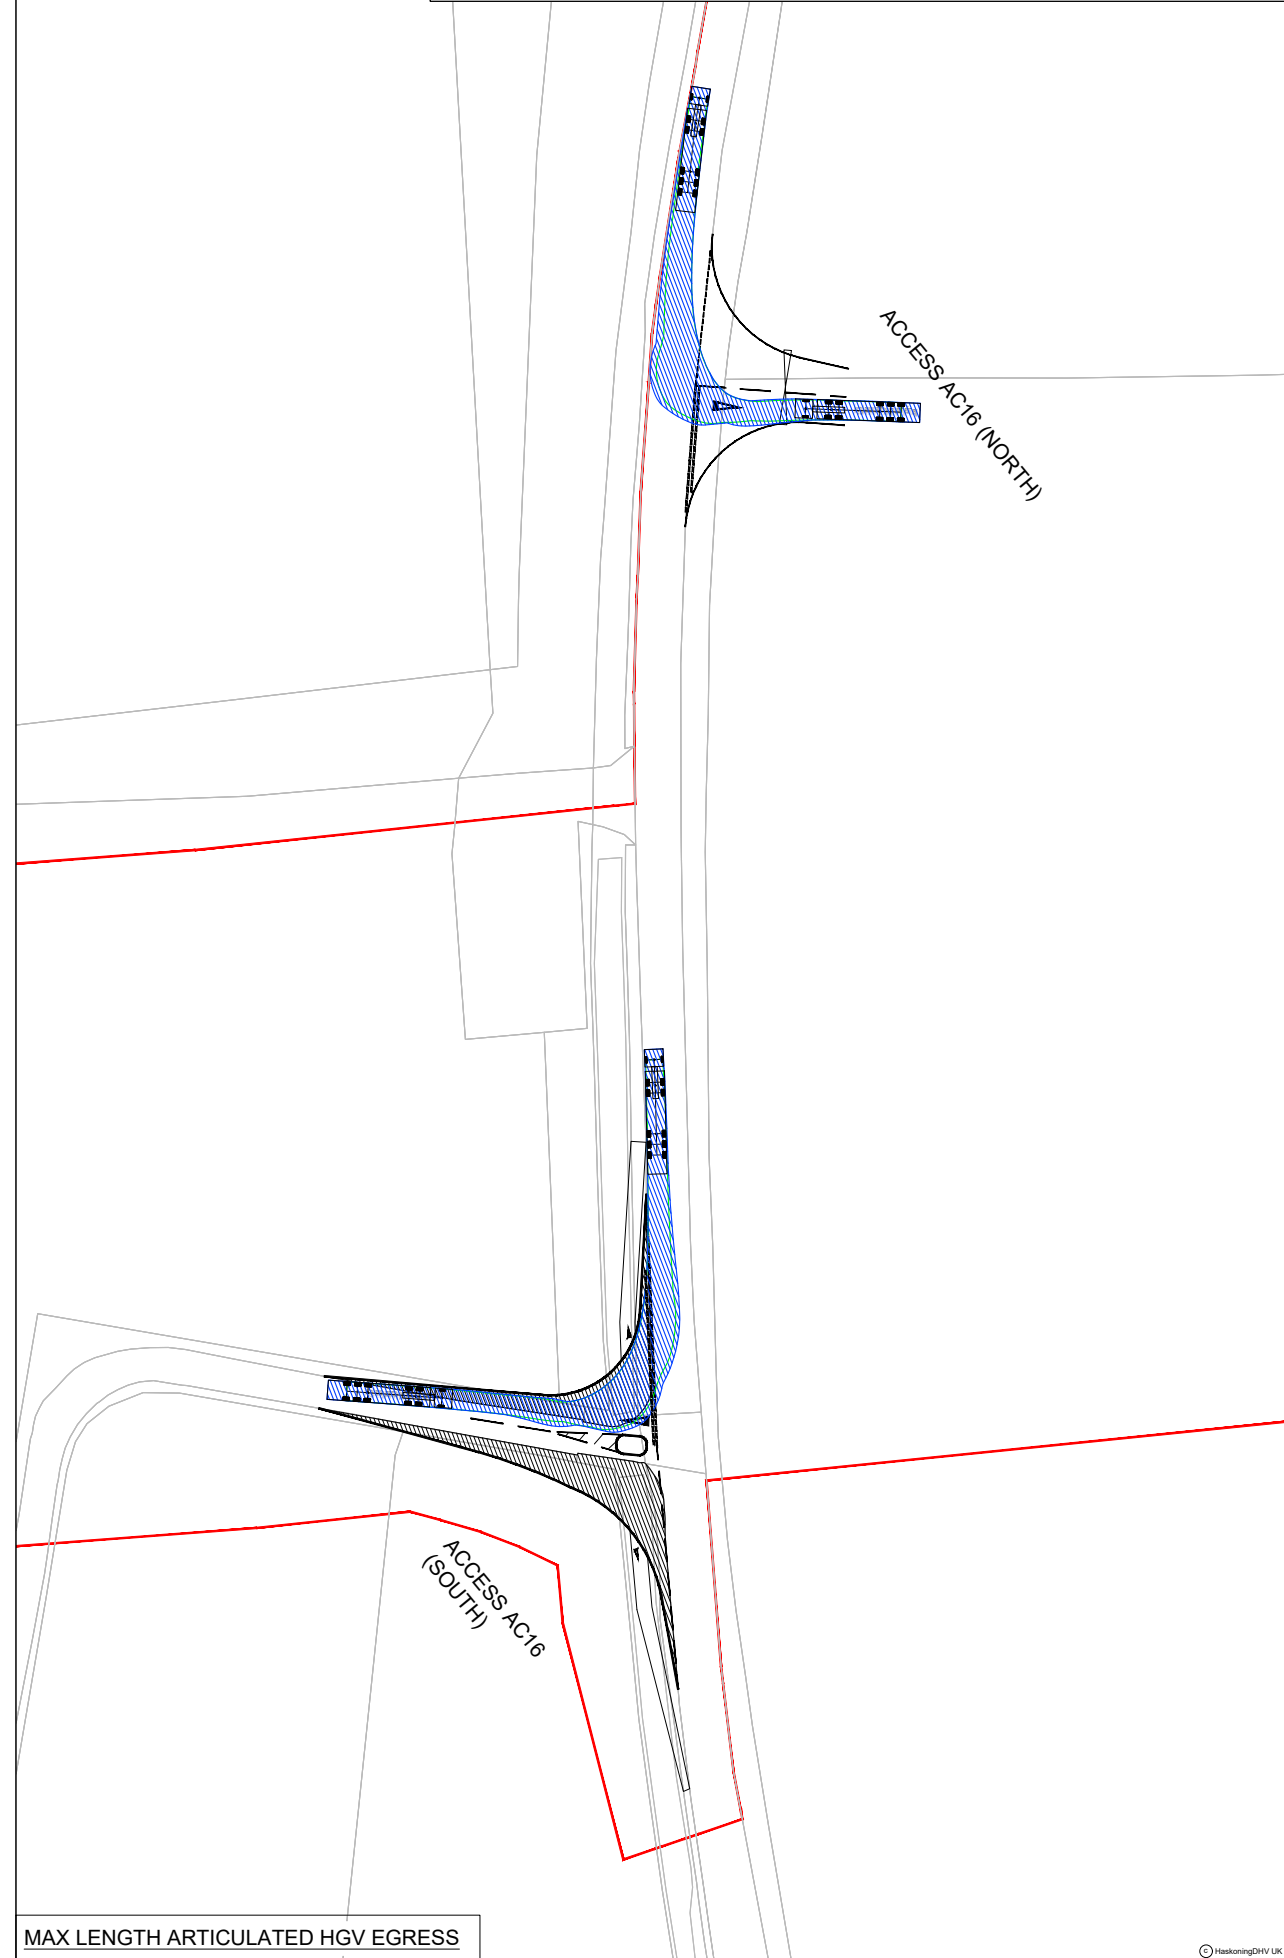 ACCESS AC16 (NORTH)
ACCESS AC16
(SOUTH)
MAX LENGTH ARTICULATED HGV EGRESS
© HaskoningDHV UK